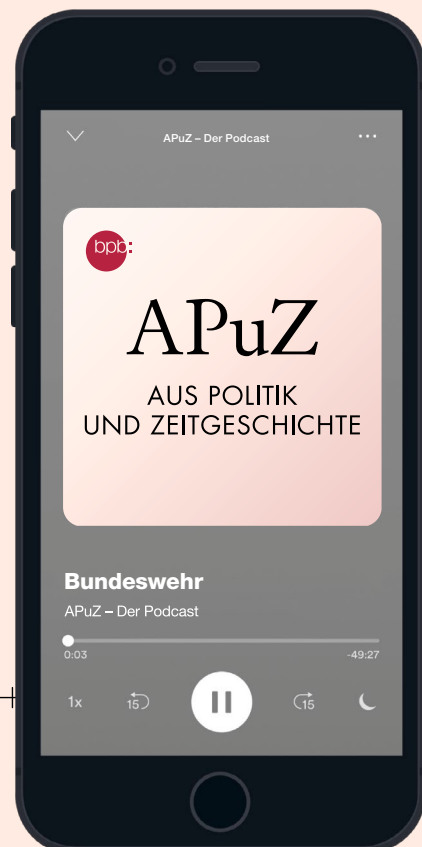 APuZ – Der Podcast
bpb:
APuZ
AUS POLITIK
UND ZEITGESCHICHTE
Bundeswehr
APuZ – Der Podcast
0:03
-49:27
1x
15
15